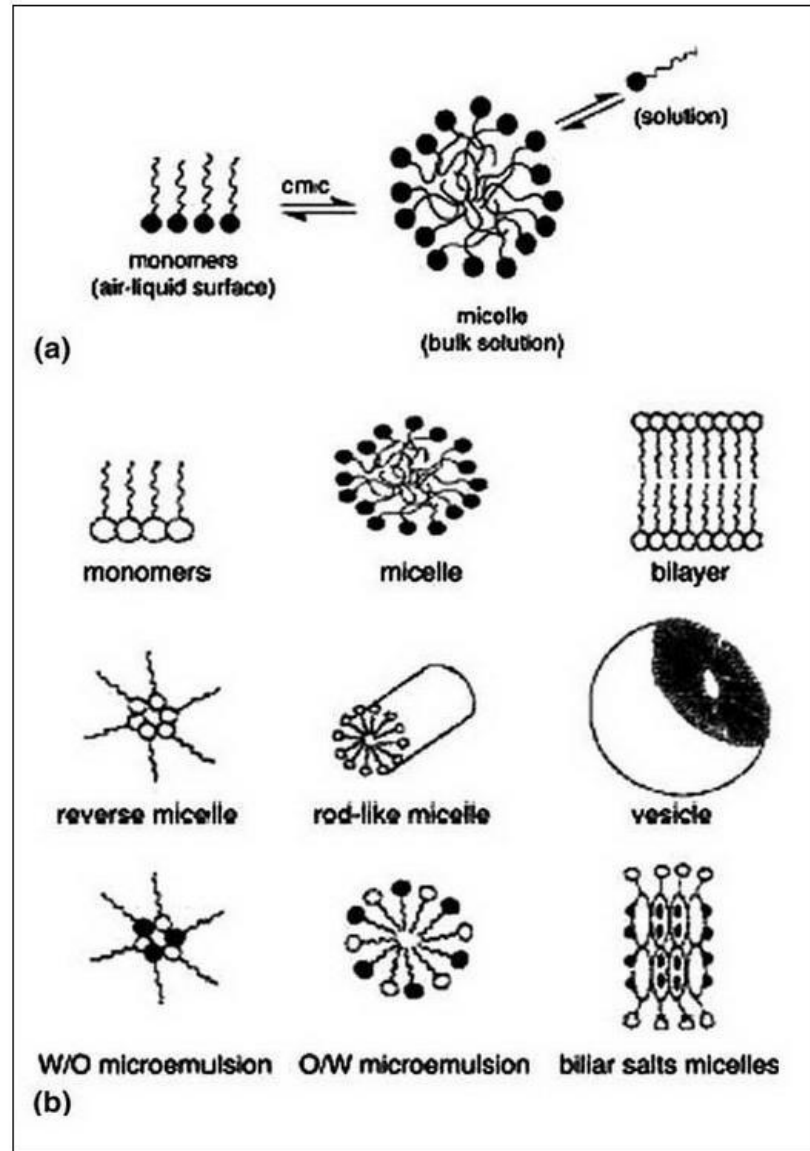 (solution)
cmc
monomers
(air-liquid surface)
micelle
(bulk solution)
(a)
monomers
micelle
bilayer
reverse micelle
rod-like micelle
vesicle
W/O microemulsion
O/W microemulsion
biliar salts micelles
(b)